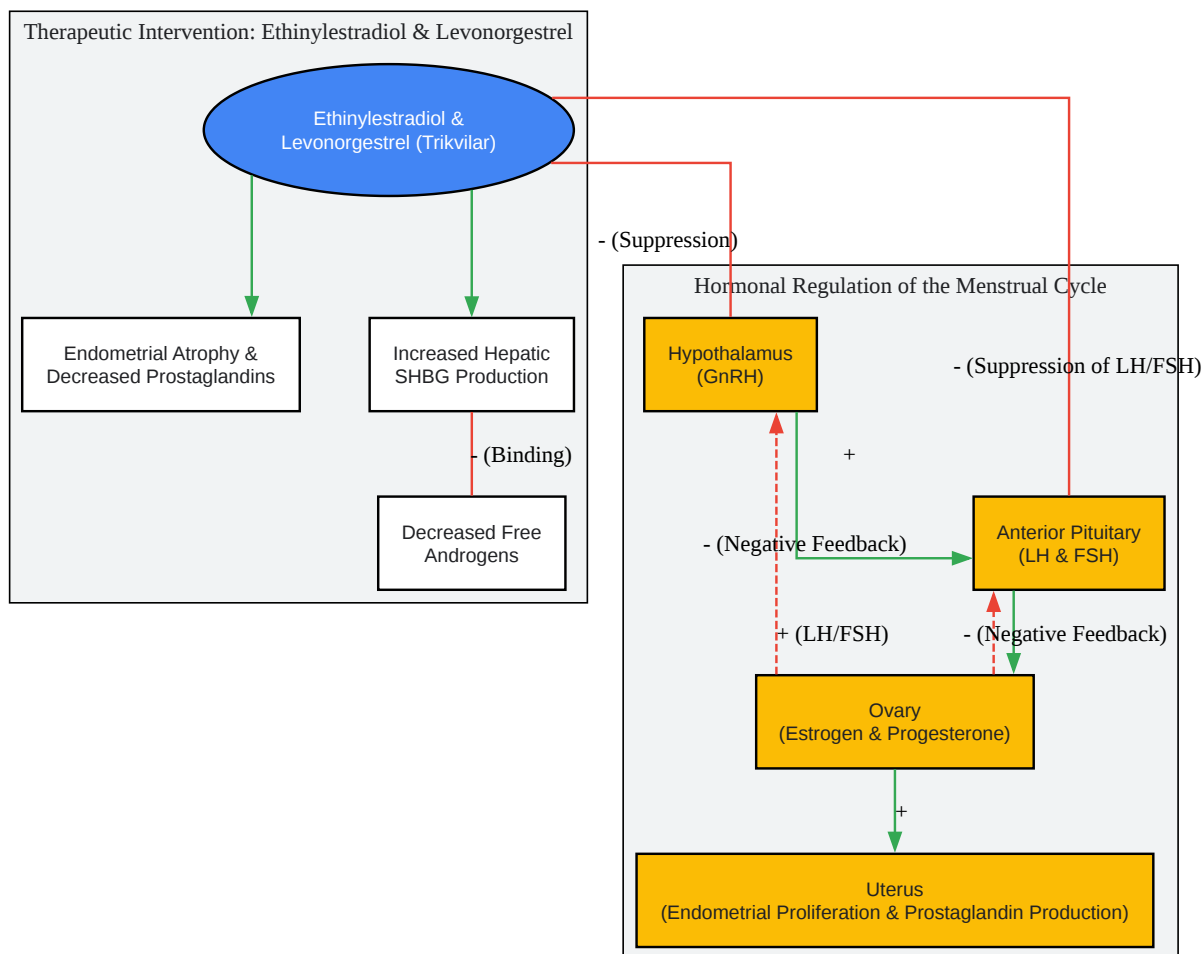 Therapeutic Intervention: Ethinylestradiol & Levonorgestrel
Ethinylestradiol &
Levonorgestrel (Trikvilar)
- (Suppression)
Hormonal Regulation of the Menstrual Cycle
Endometrial Atrophy &
Decreased Prostaglandins
Increased Hepatic
SHBG Production
Hypothalamus
(GnRH)
- (Suppression of LH/FSH)
- (Binding)
+
Decreased Free
Androgens
- (Negative Feedback)
Anterior Pituitary
(LH & FSH)
+ (LH/FSH)
- (Negative Feedback)
Ovary
(Estrogen & Progesterone)
+
Uterus
(Endometrial Proliferation & Prostaglandin Production)